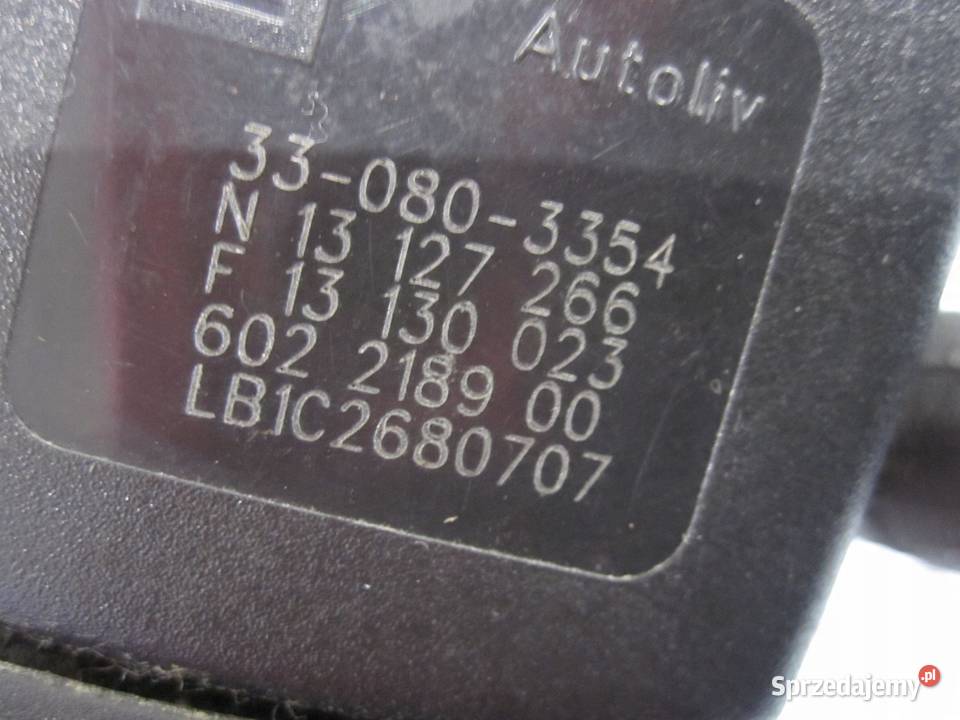 Autoliv
33-080-3354
N 13 127 266
F 13 130 023
602 2189 00
LB1C2680707
Sprzedajemy.pl